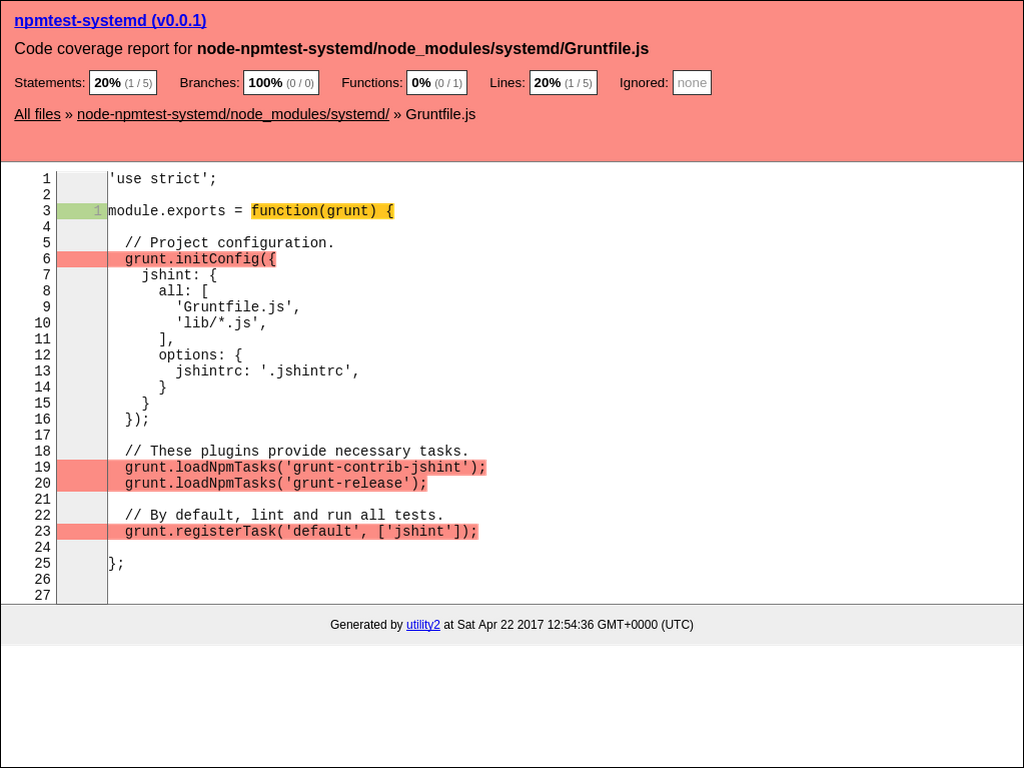 npmtest-systemd (v0.0.1)
Code coverage report for node-npmtest-systemd/node_modules/systemd/Gruntfile.js
Statements: 20% (1 / 5) Branches: 100% (0 / 0) Functions: 0% (0 / 1) Lines: 20% (1 / 5) Ignored: none
All files » node-npmtest-systemd/node_modules/systemd/ » Gruntfile.js
1 'use strict';
2
3 1 module.exports = function(grunt) {
4
5   // Project configuration.
6   grunt.initConfig({
7     jshint: {
8       all: [
9         'Gruntfile.js',
10         'lib/*.js',
11       ],
12       options: {
13         jshintrc: '.jshintrc',
14       }
15     }
16   });
17
18   // These plugins provide necessary tasks.
19   grunt.loadNpmTasks('grunt-contrib-jshint');
20   grunt.loadNpmTasks('grunt-release');
21
22   // By default, lint and run all tests.
23   grunt.registerTask('default', ['jshint']);
24
25 };
26
27
Generated by utility2 at Sat Apr 22 2017 12:54:36 GMT+0000 (UTC)